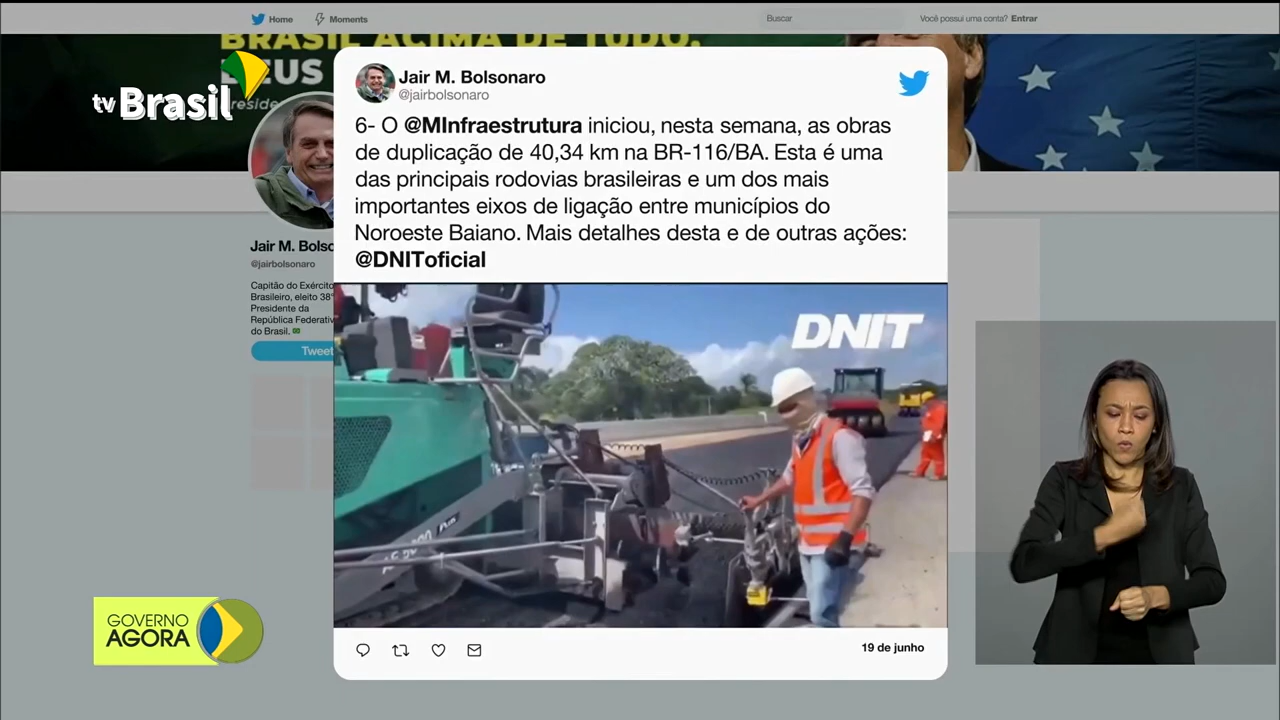 Home
Moments
Buscar
Você possui uma conta? Entrar
BRASIL ACIMA DE TUDO,
DEUS
Preside
tv Brasil
Jair M. Bolsonaro
@jairbolsonaro
6- O @MInfraestrutura iniciou, nesta semana, as obras
de duplicação de 40,34 km na BR-116/BA. Esta é uma
das principais rodovias brasileiras e um dos mais
importantes eixos de ligação entre municípios do
Noroeste Baiano. Mais detalhes desta e de outras ações:
@DNIToficial
Jair M. Bolso
@jairbolsonaro
Capitão do Exército
Brasileiro, eleito 38º
Presidente da
República Federativ
do Brasil.
Tweet
DNIT
GOVERNO
AGORA
19 de junho